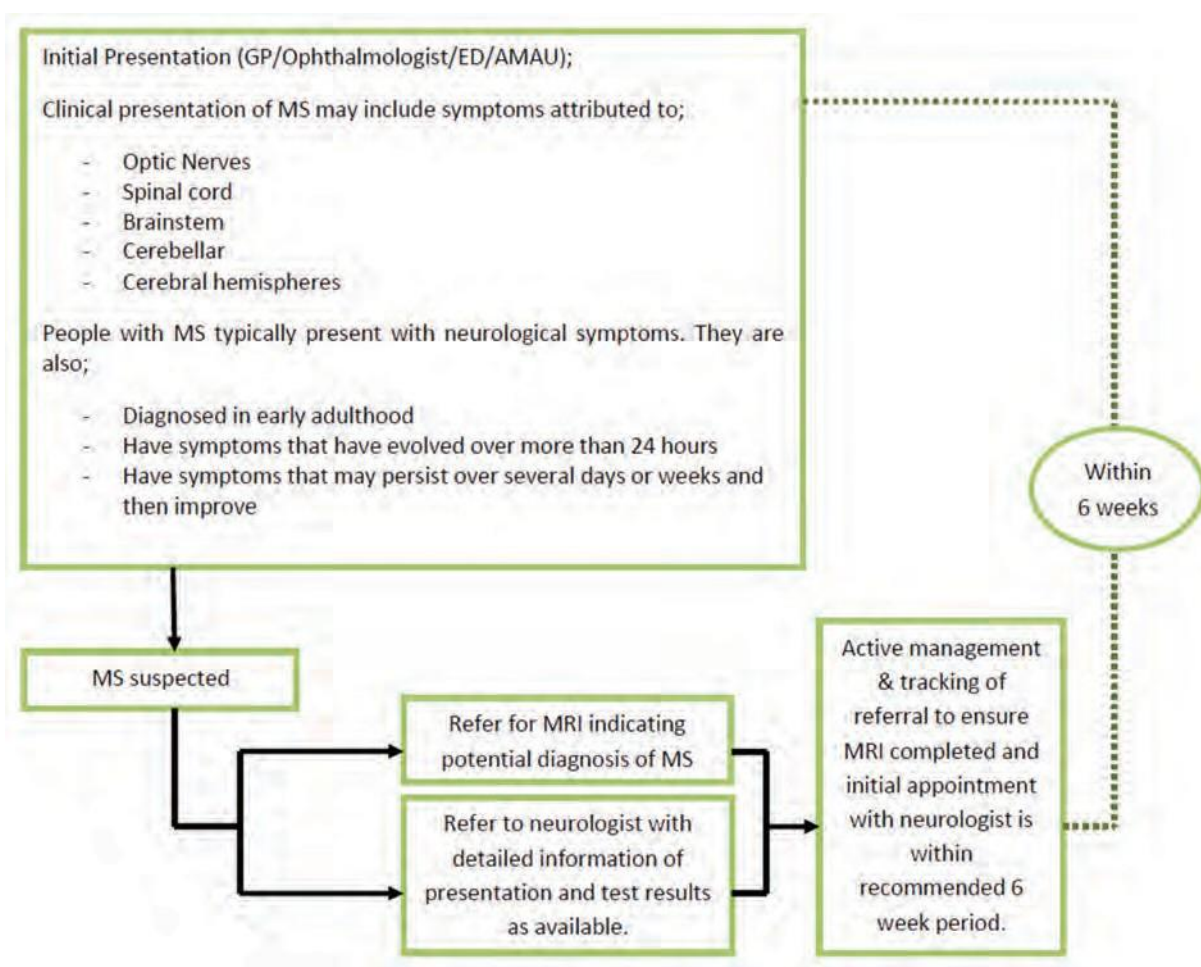 Initial Presentation (GP/Ophthalmologist/ED/AMAU);
Clinical presentation of MS may include symptoms attributed to;
- Optic Nerves
- Spinal cord
- Brainstem
- Cerebellar
- Cerebral hemispheres
People with MS typically present with neurological symptoms. They are
also;
- Diagnosed in early adulthood
- Have symptoms that have evolved over more than 24 hours
- Have symptoms that may persist over several days or weeks and
then improve
Within
6 weeks
MS suspected
Refer for MRI indicating
potential diagnosis of MS
Refer to neurologist with
detailed information of
presentation and test results
as available.
Active management
& tracking of
referral to ensure
MRI completed and
initial appointment
with neurologist is
within
recommended 6
week period.